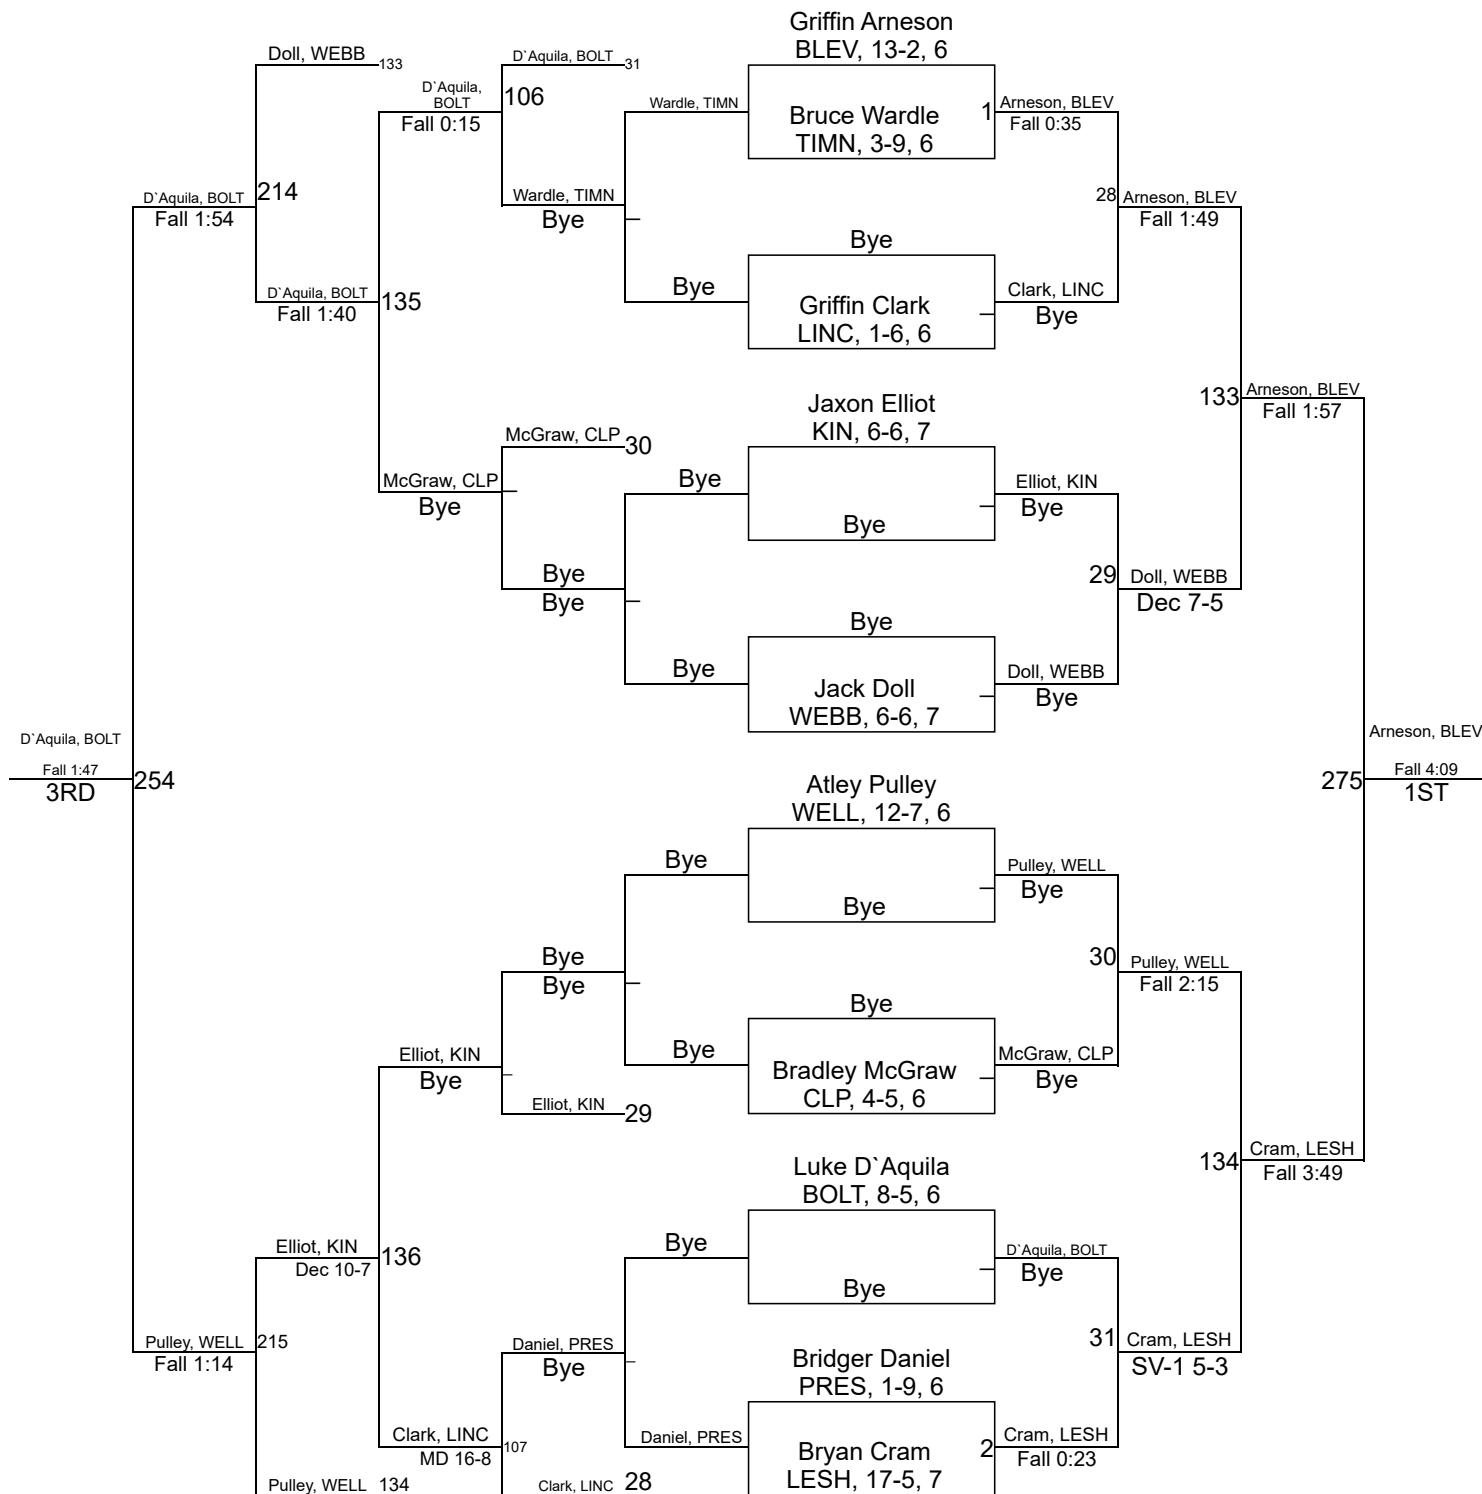 Griffin Arneson
BLEV, 13-2, 6
Doll, WEBB
133
D`Aquila, BOLT
31
D`Aquila,
BOLT
106
Fall 0:15
Wardle, TIMN
Bruce Wardle
TIMN, 3-9, 6
1
Arneson, BLEV
Fall 0:35
D`Aquila, BOLT
214
Fall 1:54
Wardle, TIMN
Bye
28
Arneson, BLEV
Fall 1:49
Bye
D`Aquila, BOLT
135
Fall 1:40
Bye
Griffin Clark
LINC, 1-6, 6
Clark, LINC
Bye
Jaxon Elliot
KIN, 6-6, 7
133
Arneson, BLEV
Fall 1:57
McGraw, CLP
30
McGraw, CLP
Bye
Bye
Bye
Elliot, KIN
Bye
Bye
Bye
29
Doll, WEBB
Dec 7-5
Bye
Bye
Jack Doll
WEBB, 6-6, 7
Doll, WEBB
Bye
D`Aquila, BOLT
Fall 1:47
3RD
254
Arneson, BLEV
275
Fall 4:09
1ST
Atley Pulley
WELL, 12-7, 6
Bye
Bye
Pulley, WELL
Bye
Bye
Bye
30
Pulley, WELL
Fall 2:15
Bye
Elliot, KIN
Bye
Bye
Bradley McGraw
CLP, 4-5, 6
McGraw, CLP
Bye
Elliot, KIN
29
134
Cram, LESH
Fall 3:49
Luke D`Aquila
BOLT, 8-5, 6
Elliot, KIN
136
Dec 10-7
Bye
Bye
D`Aquila, BOLT
Bye
Pulley, WELL
215
Fall 1:14
Daniel, PRES
Bye
31
Cram, LESH
SV-1 5-3
Bridger Daniel
PRES, 1-9, 6
Clark, LINC
107
MD 16-8
Daniel, PRES
Bryan Cram
LESH, 17-5, 7
2
Cram, LESH
Fall 0:23
Pulley, WELL
134
Clark, LINC
28